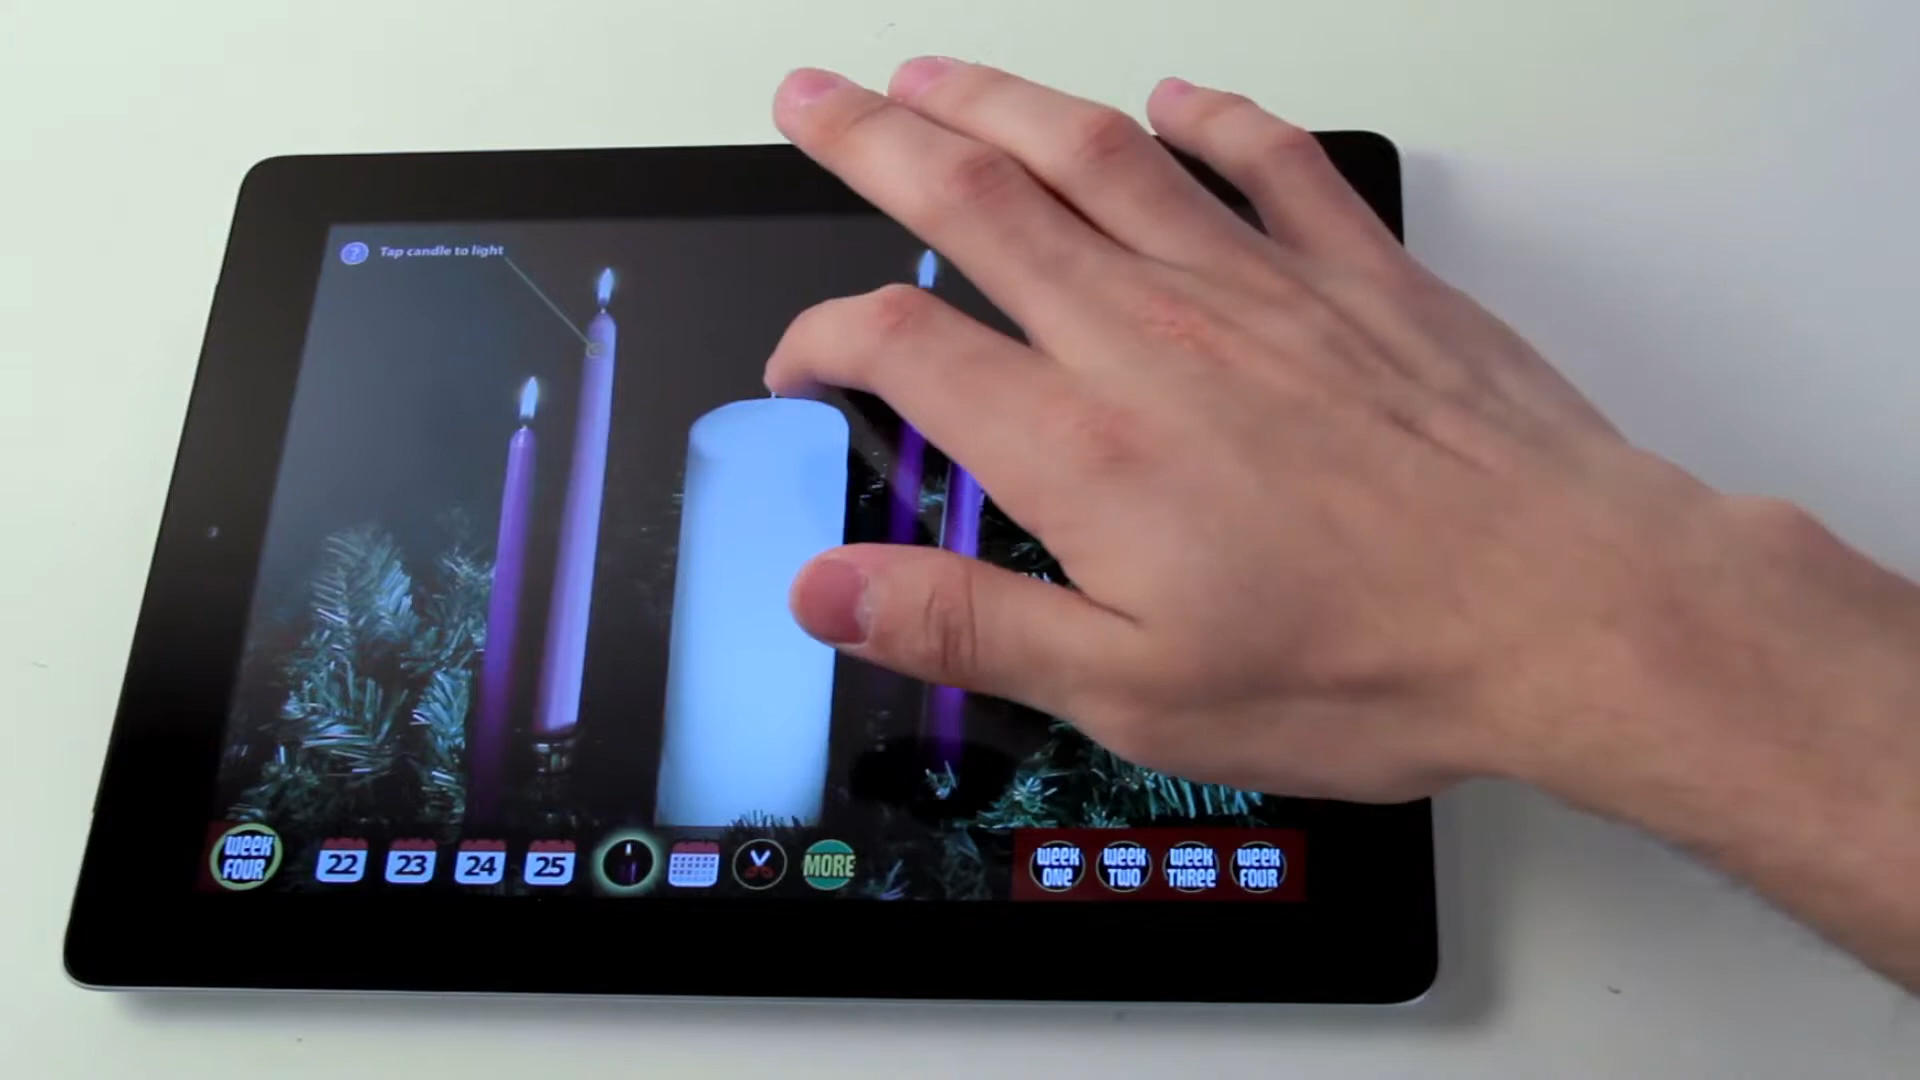 ? Tap candle to light
WEEK
FOUR
22
23
24
25
MORE
WEEK
ONE
WEEK
TWO
WEEK
THREE
WEEK
FOUR